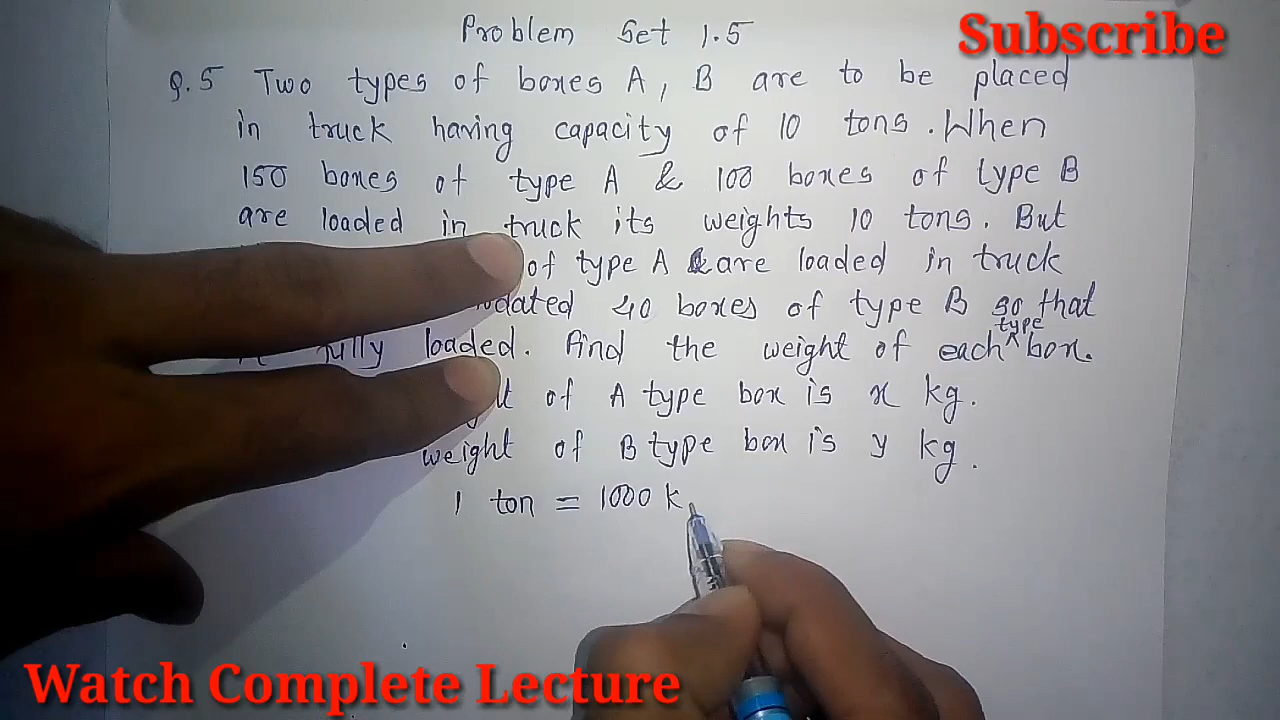 Problem Set 1.5
Subscribe
Q.5 Two types of boxes A, B are to be placed
in truck having capacity of 10 tons. When
150 boxes of type A & 100 boxes of type B
are loaded in truck its weights 10 tons. But
of type A are loaded in truck
40 boxes of type B so that
fully loaded. Find the weight of each type box.
of A type box is x kg.
weight of B type box is y kg.
1 ton = 1000 k
Watch Complete Lecture